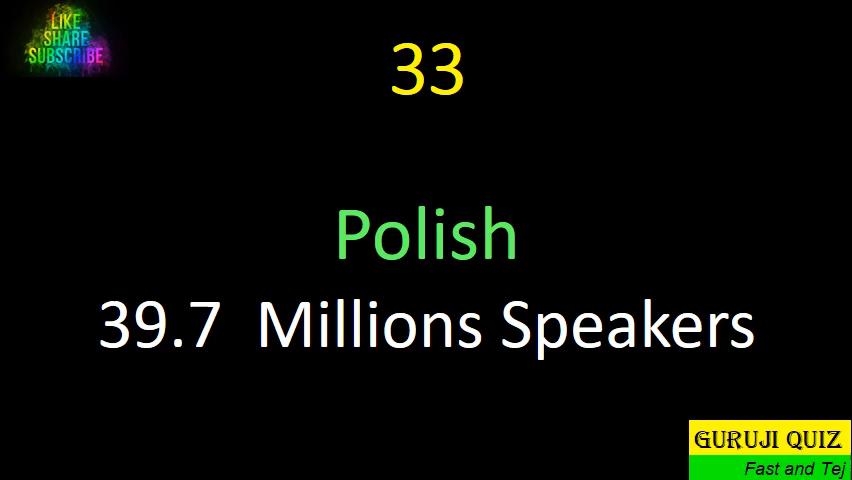 LIKE
SHARE
SUBSCRIBE
33
Polish
39.7 Millions Speakers
GURUJI QUIZ
Fast and Tej